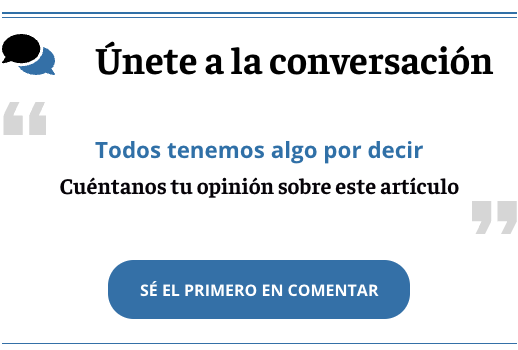 Únete a la conversación
Todos tenemos algo por decir
Cuéntanos tu opinión sobre este artículo
SÉ EL PRIMERO EN COMENTAR